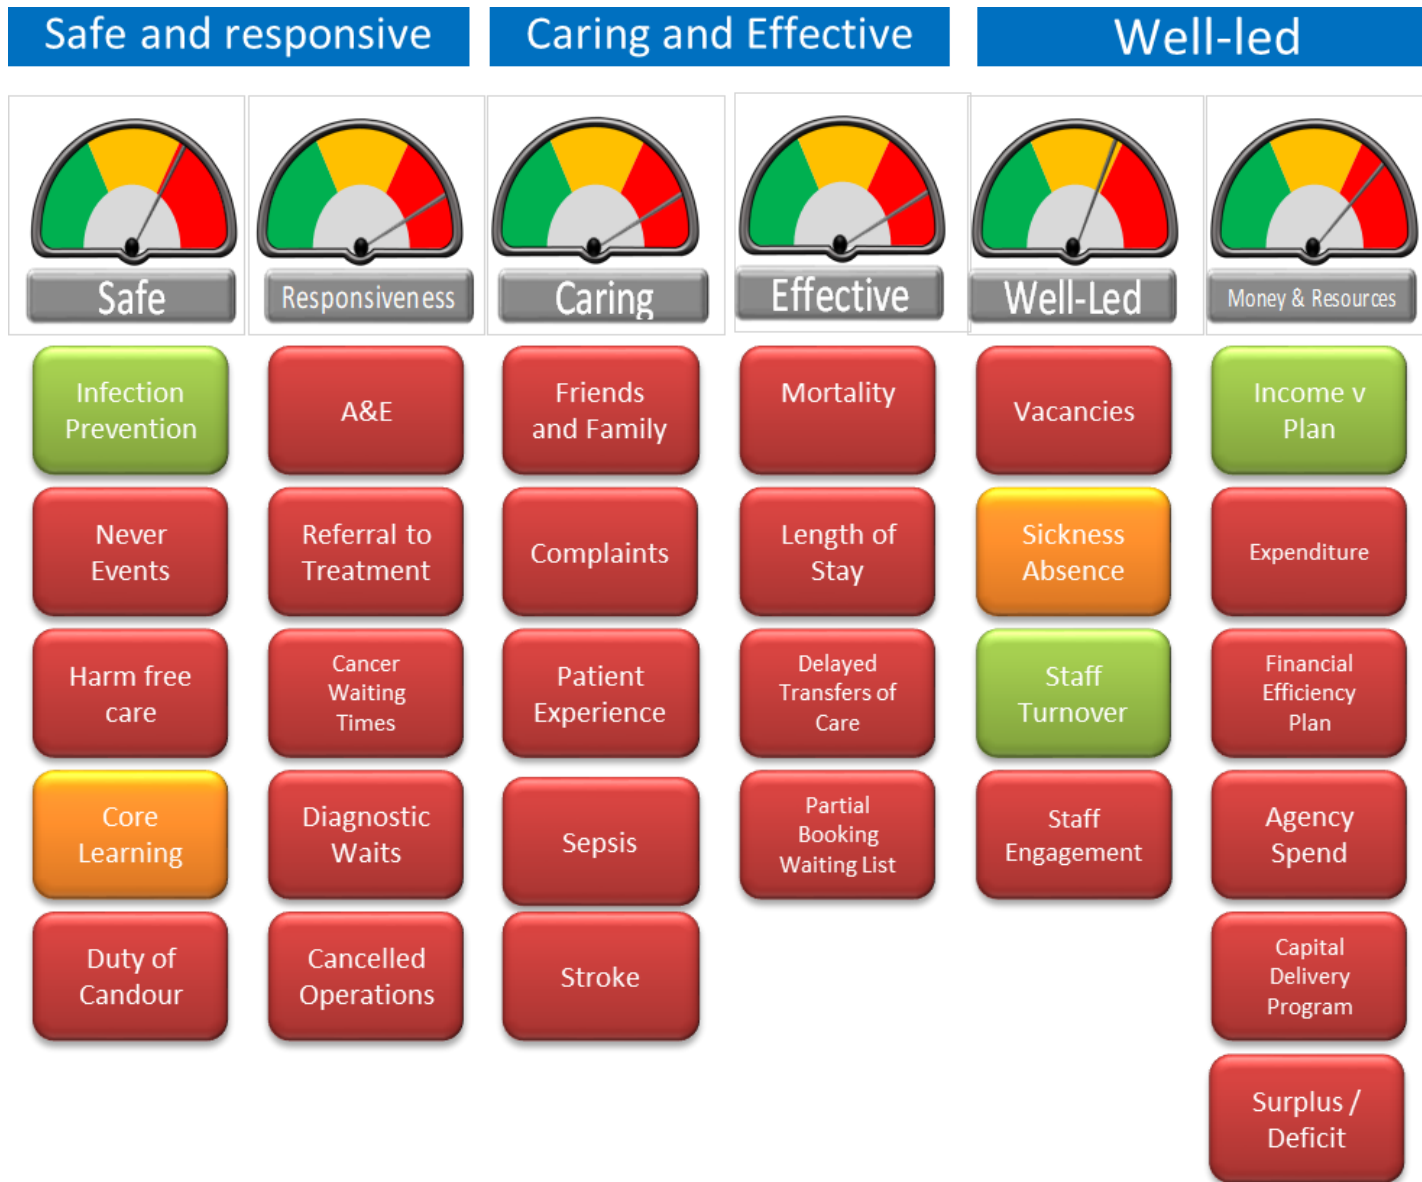 Safe and responsive
Caring and Effective
Well-led
Safe
Responsiveness
Caring
Effective
Well-Led
Money & Resources
Infection
Prevention
Never
Events
Harm free
care
Core
Learning
Duty of
Candour
A&E
Referral to
Treatment
Cancer
Waiting
Times
Diagnostic
Waits
Cancelled
Operations
Friends
and Family
Complaints
Patient
Experience
Sepsis
Stroke
Mortality
Length of
Stay
Delayed
Transfers of
Care
Partial
Booking
Waiting List
Vacancies
Sickness
Absence
Staff
Turnover
Staff
Engagement
Income v
Plan
Expenditure
Financial
Efficiency
Plan
Agency
Spend
Capital
Delivery
Program
Surplus /
Deficit